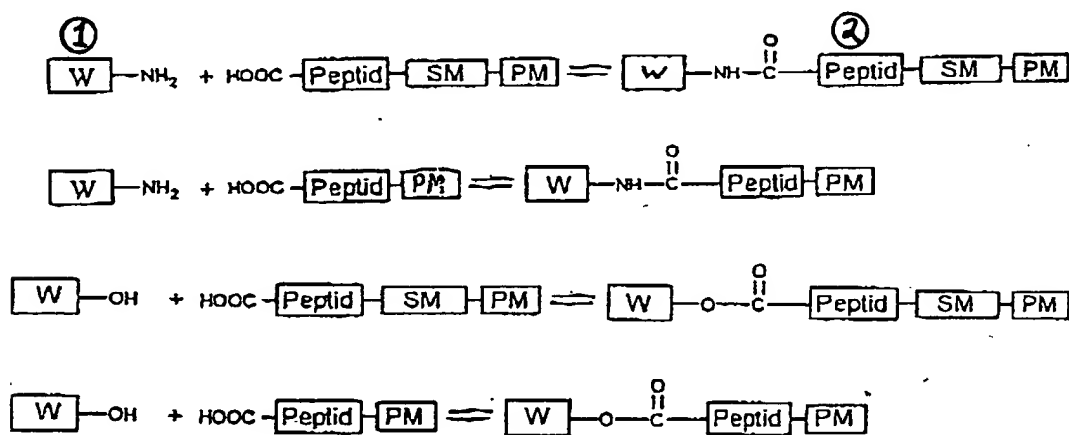 ① ②
W -NH₂ + HOOC- Peptid - SM - PM = W -NH-C(=O)- Peptid - SM - PM
W -NH₂ + HOOC- Peptid - PM = W -NH-C(=O)- Peptid - PM
W -OH + HOOC- Peptid - SM - PM = W -O-C(=O)- Peptid - SM - PM
W -OH + HOOC- Peptid - PM = W -O-C(=O)- Peptid - PM